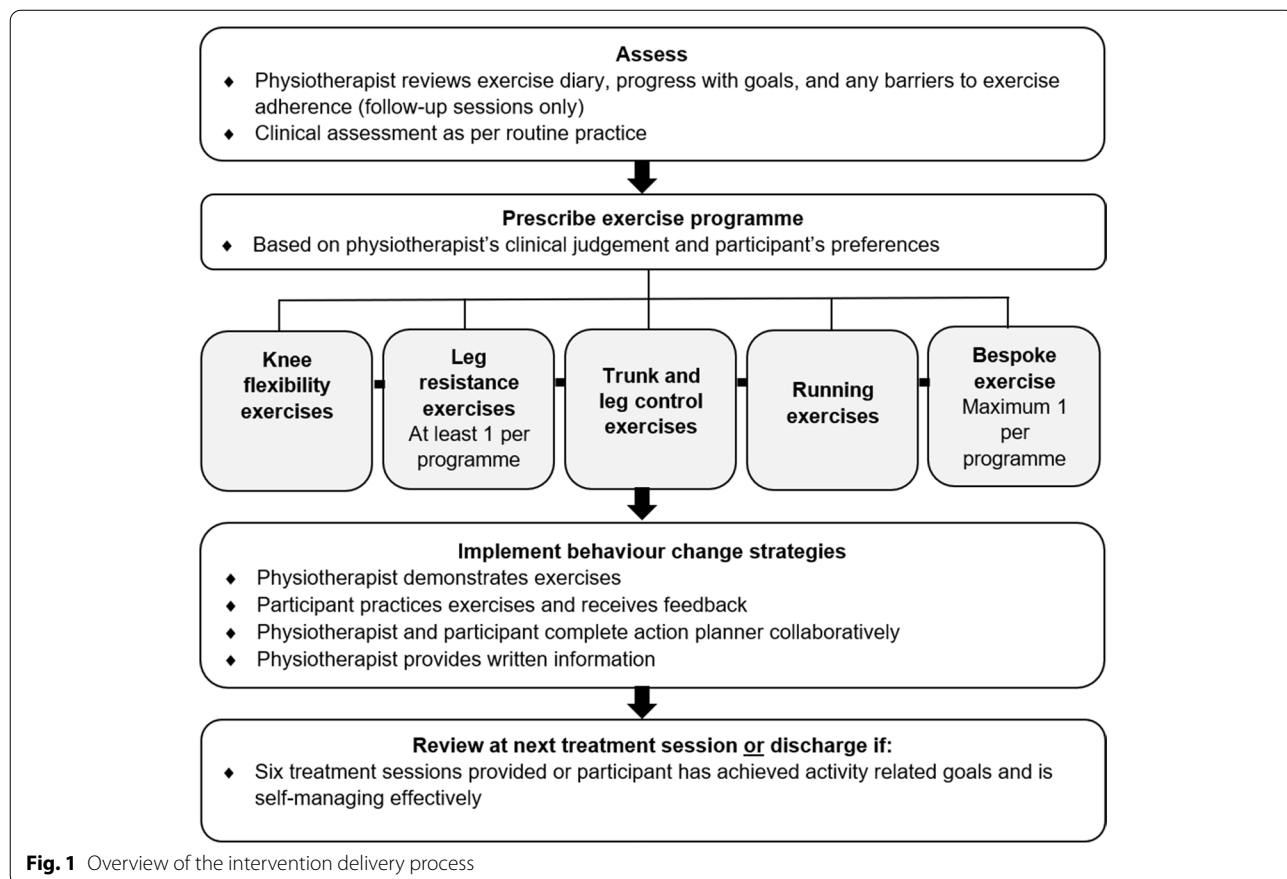 Assess
♦ Physiotherapist reviews exercise diary, progress with goals, and any barriers to exercise
adherence (follow-up sessions only)
♦ Clinical assessment as per routine practice
Prescribe exercise programme
♦ Based on physiotherapist's clinical judgement and participant's preferences
Knee
flexibility
exercises
Leg
resistance
exercises
At least 1 per
programme
Trunk and
leg control
exercises
Running
exercises
Bespoke
exercise
Maximum 1
per
programme
Implement behaviour change strategies
♦ Physiotherapist demonstrates exercises
♦ Participant practices exercises and receives feedback
♦ Physiotherapist and participant complete action planner collaboratively
♦ Physiotherapist provides written information
Review at next treatment session or discharge if:
♦ Six treatment sessions provided or participant has achieved activity related goals and is
self-managing effectively
Fig. 1 Overview of the intervention delivery process